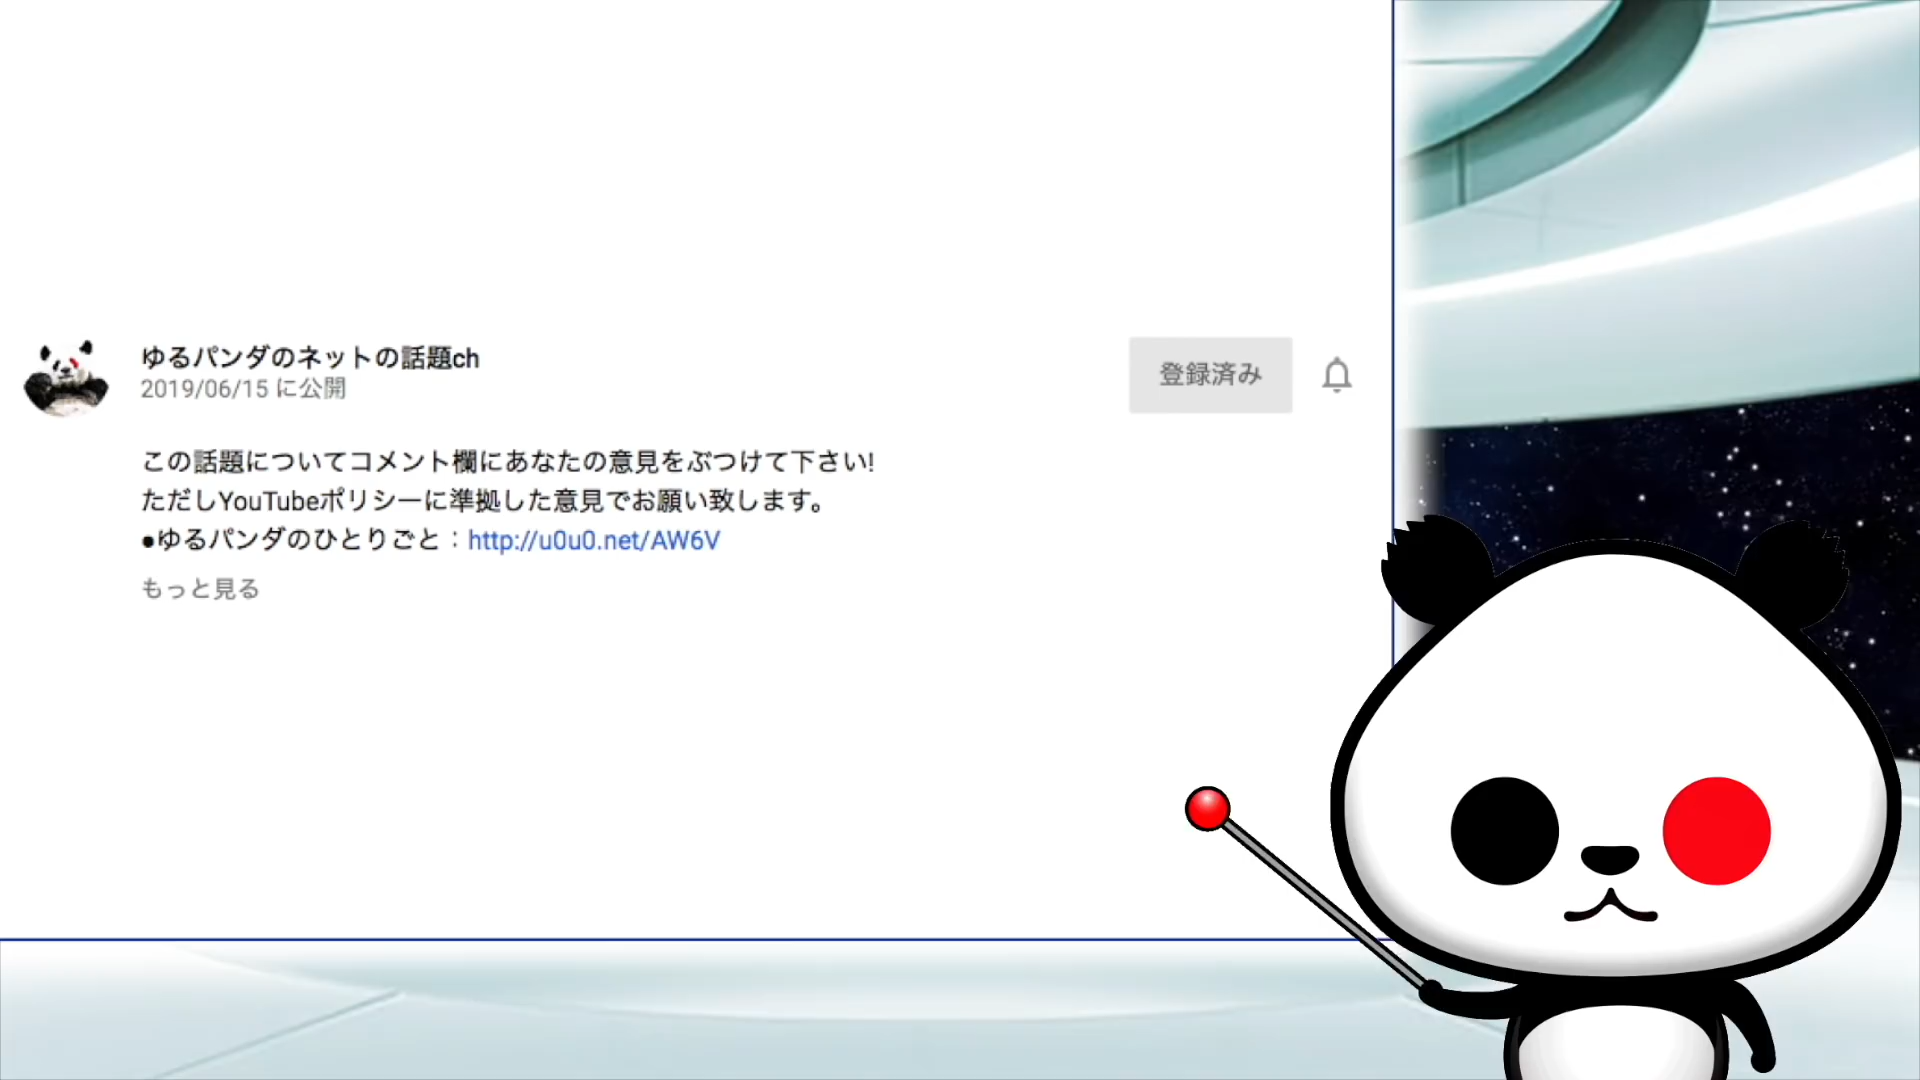 ゆるパンダのネットの話題ch
2019/06/15 に公開
登録済み
この話題についてコメント欄にあなたの意見をぶつけて下さい!
ただしYouTubeポリシーに準拠した意見でお願い致します。
●ゆるパンダのひとりごと：http://u0u0.net/AW6V
もっと見る